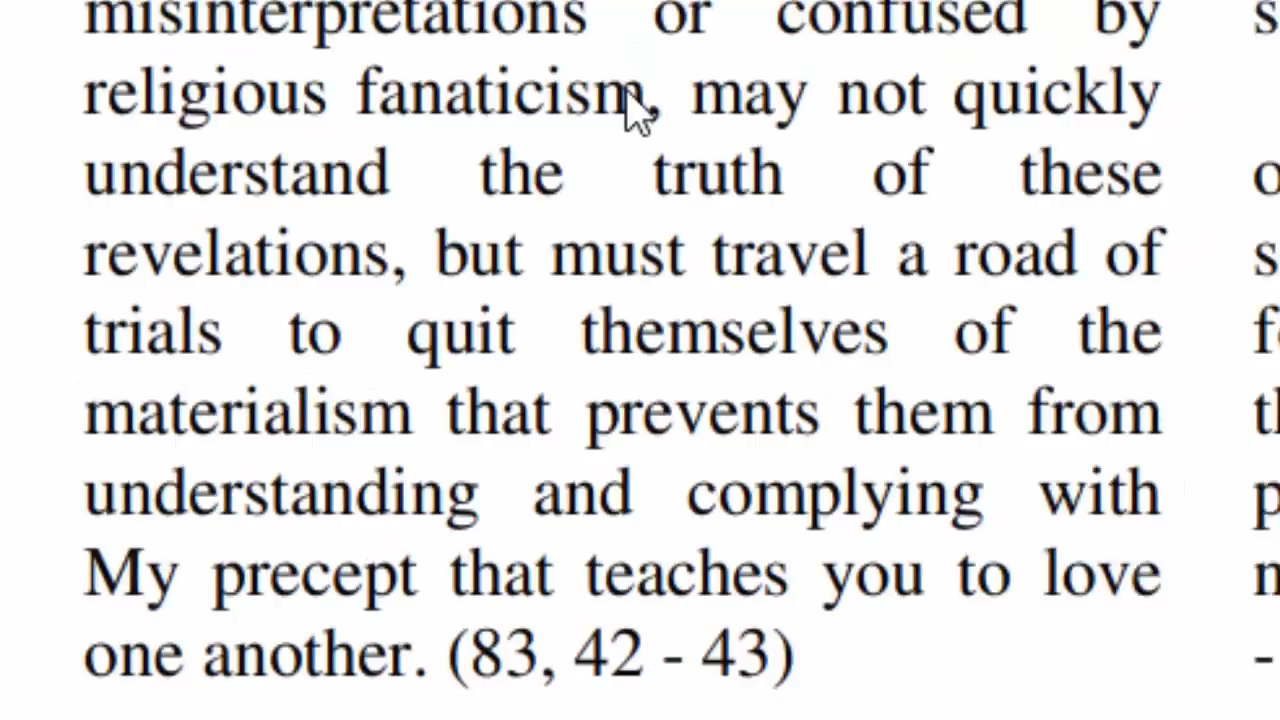 misinterpretations or confused by
religious fanaticism, may not quickly
understand the truth of these
revelations, but must travel a road of
trials to quit themselves of the
materialism that prevents them from
understanding and complying with
My precept that teaches you to love
one another. (83, 42 - 43)